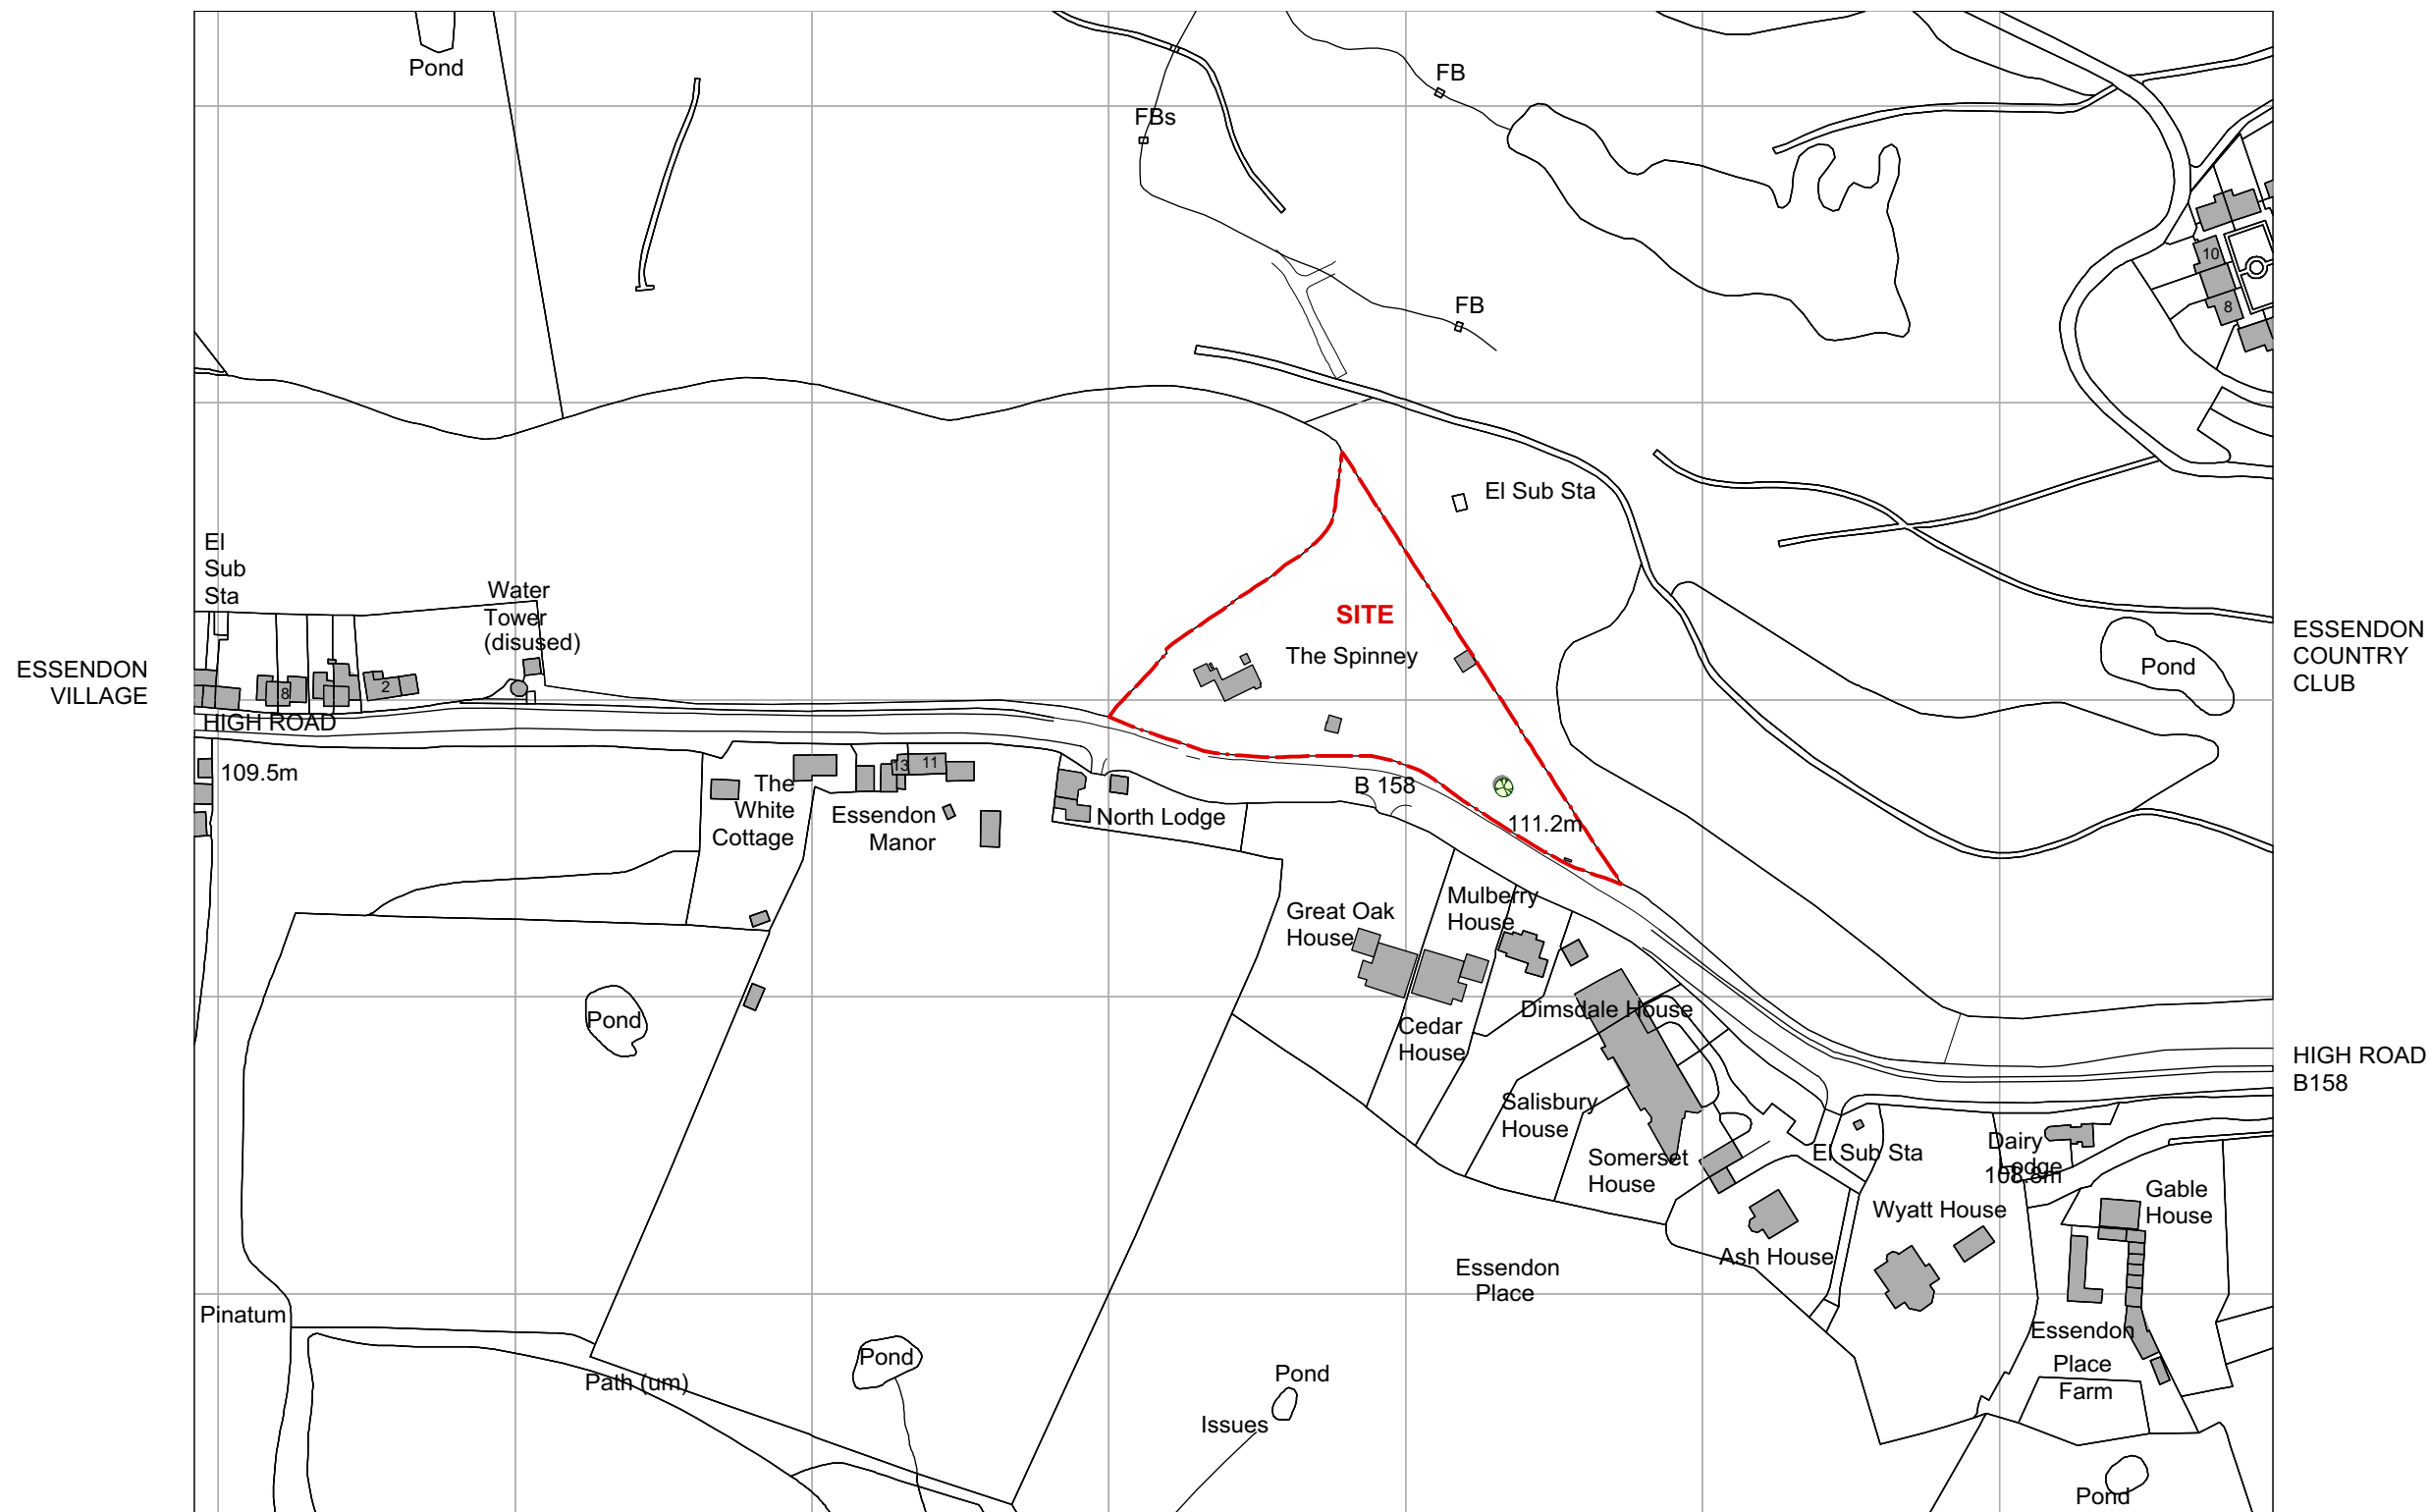 Pond
FB
FBs
10
8
FB
El Sub Sta
El
Sub
Sta
Water
Tower
(disused)
SITE
The Spinney
ESSENDON
VILLAGE
ESSENDON
COUNTRY
CLUB
Pond
8
2
HIGH ROAD
109.5m
The
White
Cottage
13
11
Essendon
Manor
North Lodge
B 158
111.2m
Great Oak
House
Mulberry
House
Pond
Cedar
House
Dimsdale House
HIGH ROAD
B158
Salisbury
House
Somerset
House
El Sub Sta
Dairy
Lodge
108.8m
Wyatt House
Gable
House
Ash House
Essendon
Place
Pinatum
Essendon
Place
Farm
Path (um)
Pond
Pond
Issues
Pond